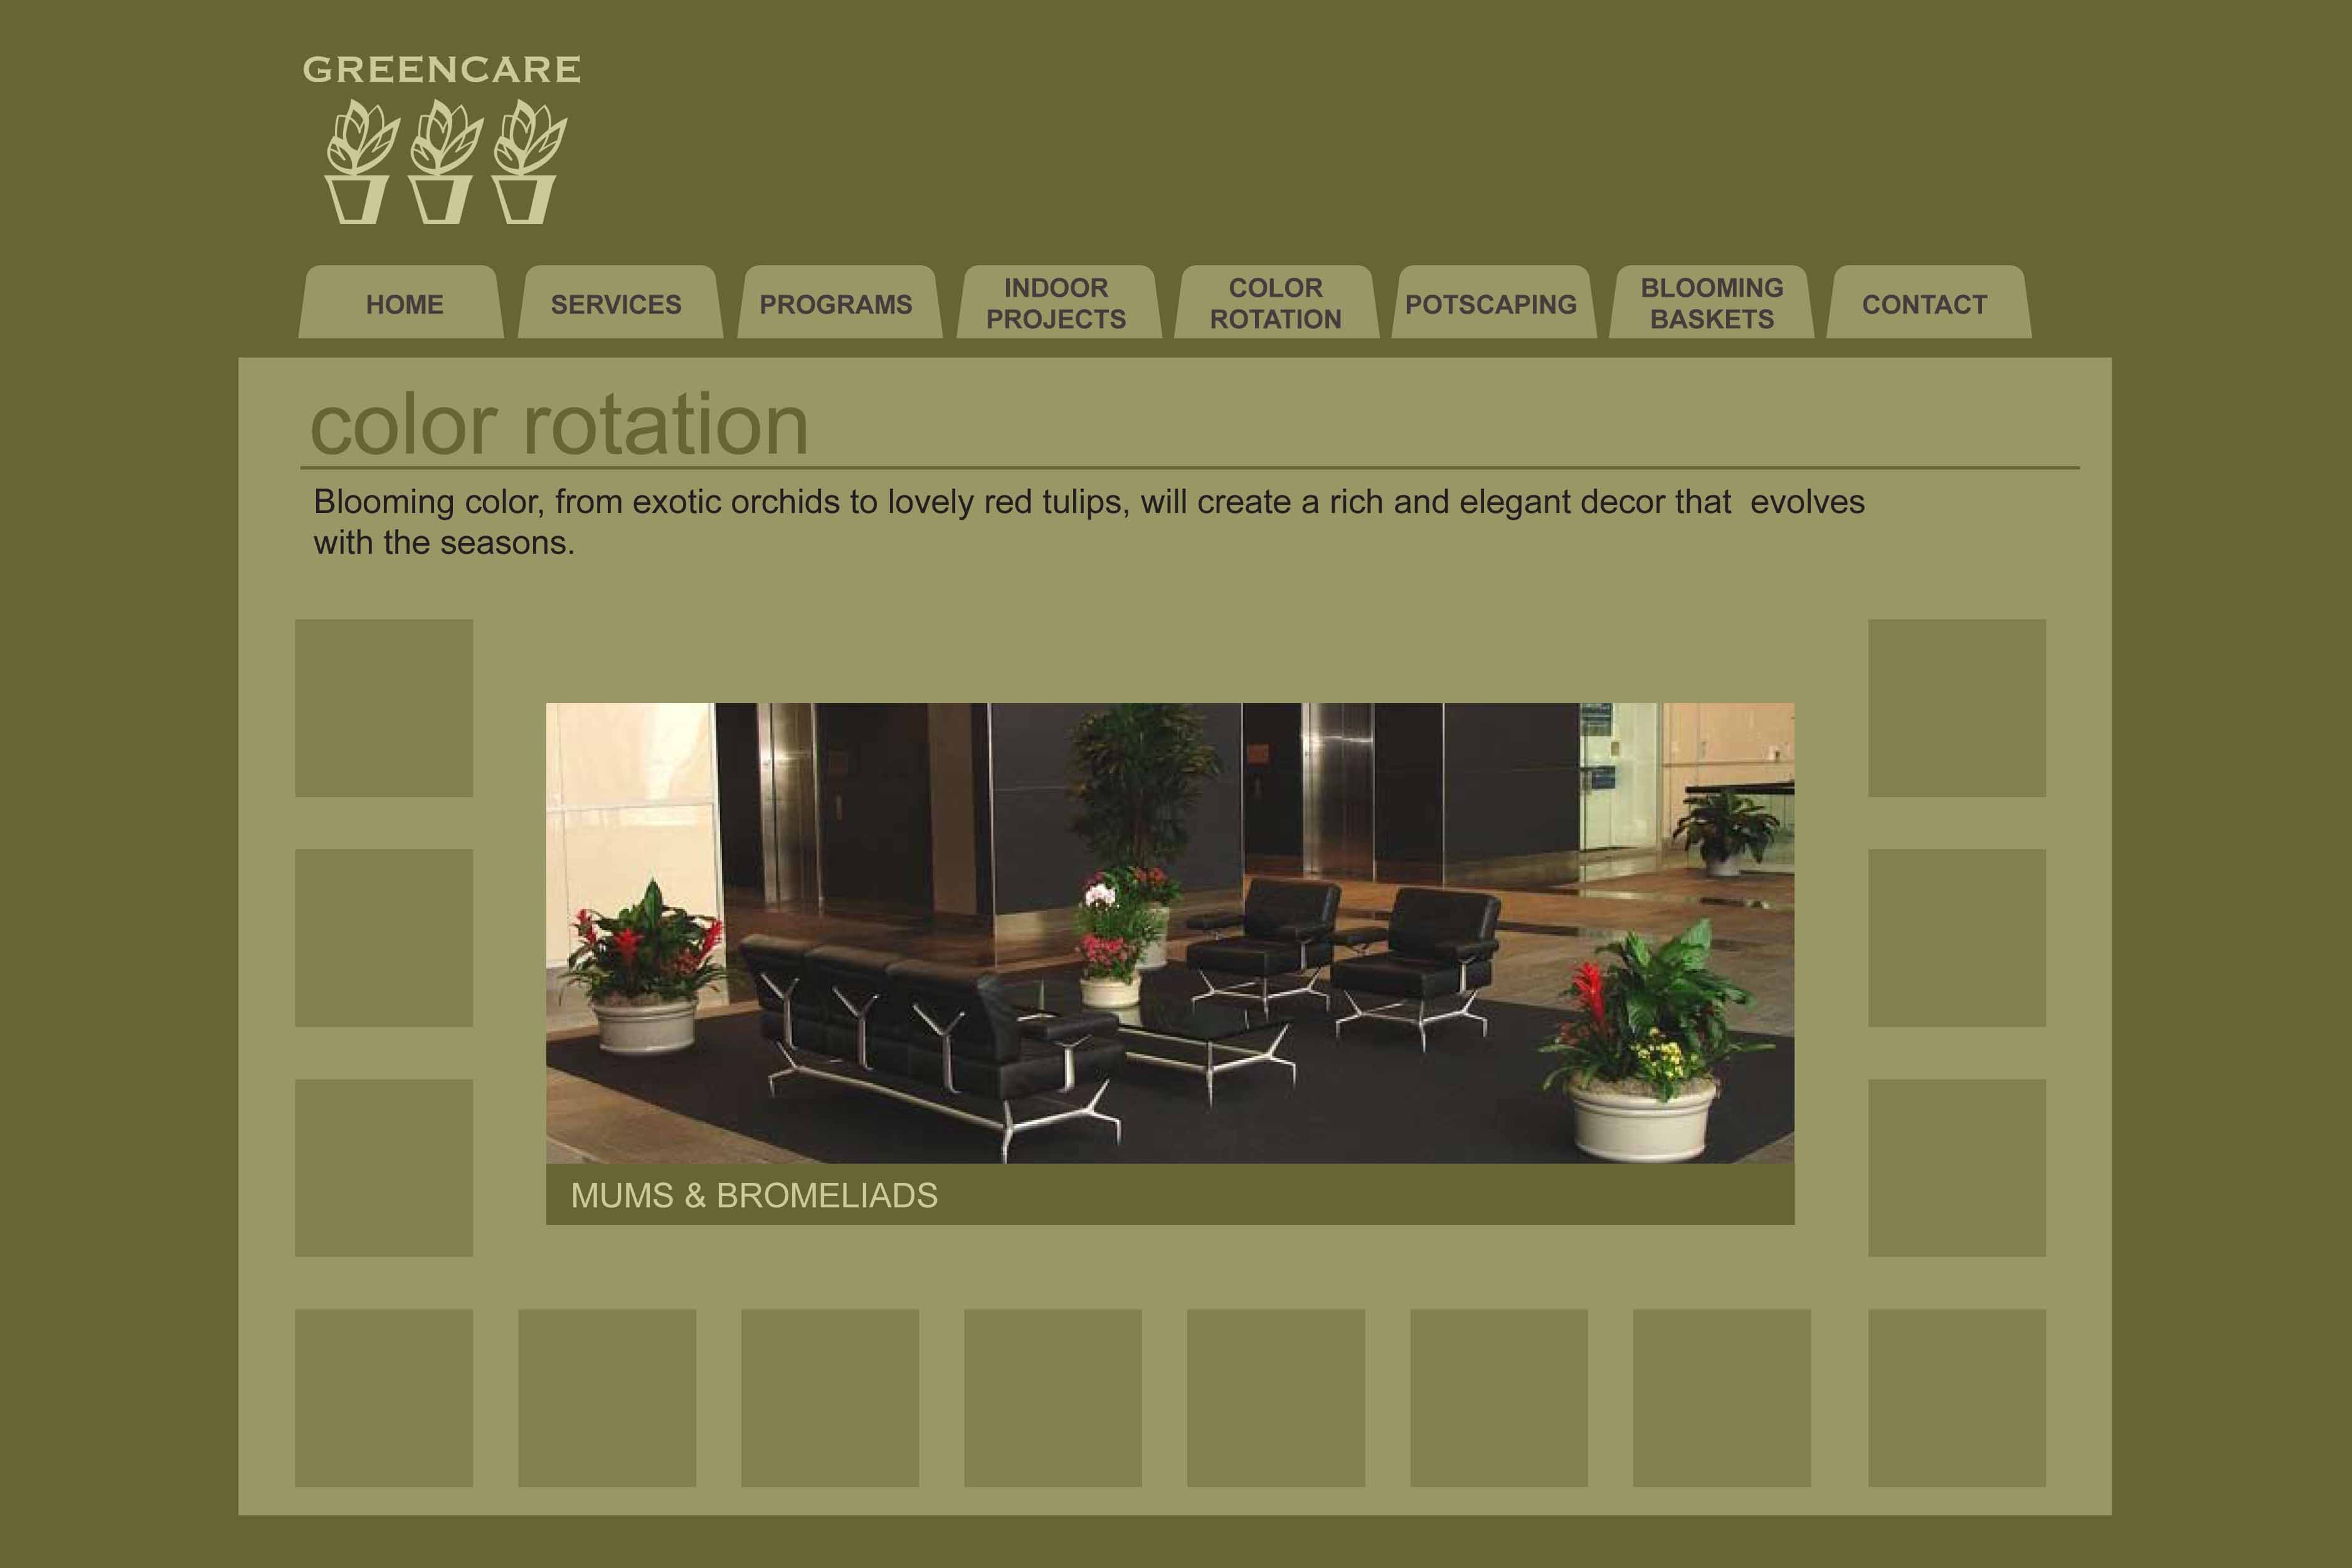 GREENCARE
HOME
SERVICES
PROGRAMS
INDOOR
PROJECTS
COLOR
ROTATION
POTSCAPING
BLOOMING
BASKETS
CONTACT
color rotation
Blooming color, from exotic orchids to lovely red tulips, will create a rich and elegant decor that  evolves
with the seasons.
MUMS & BROMELIADS